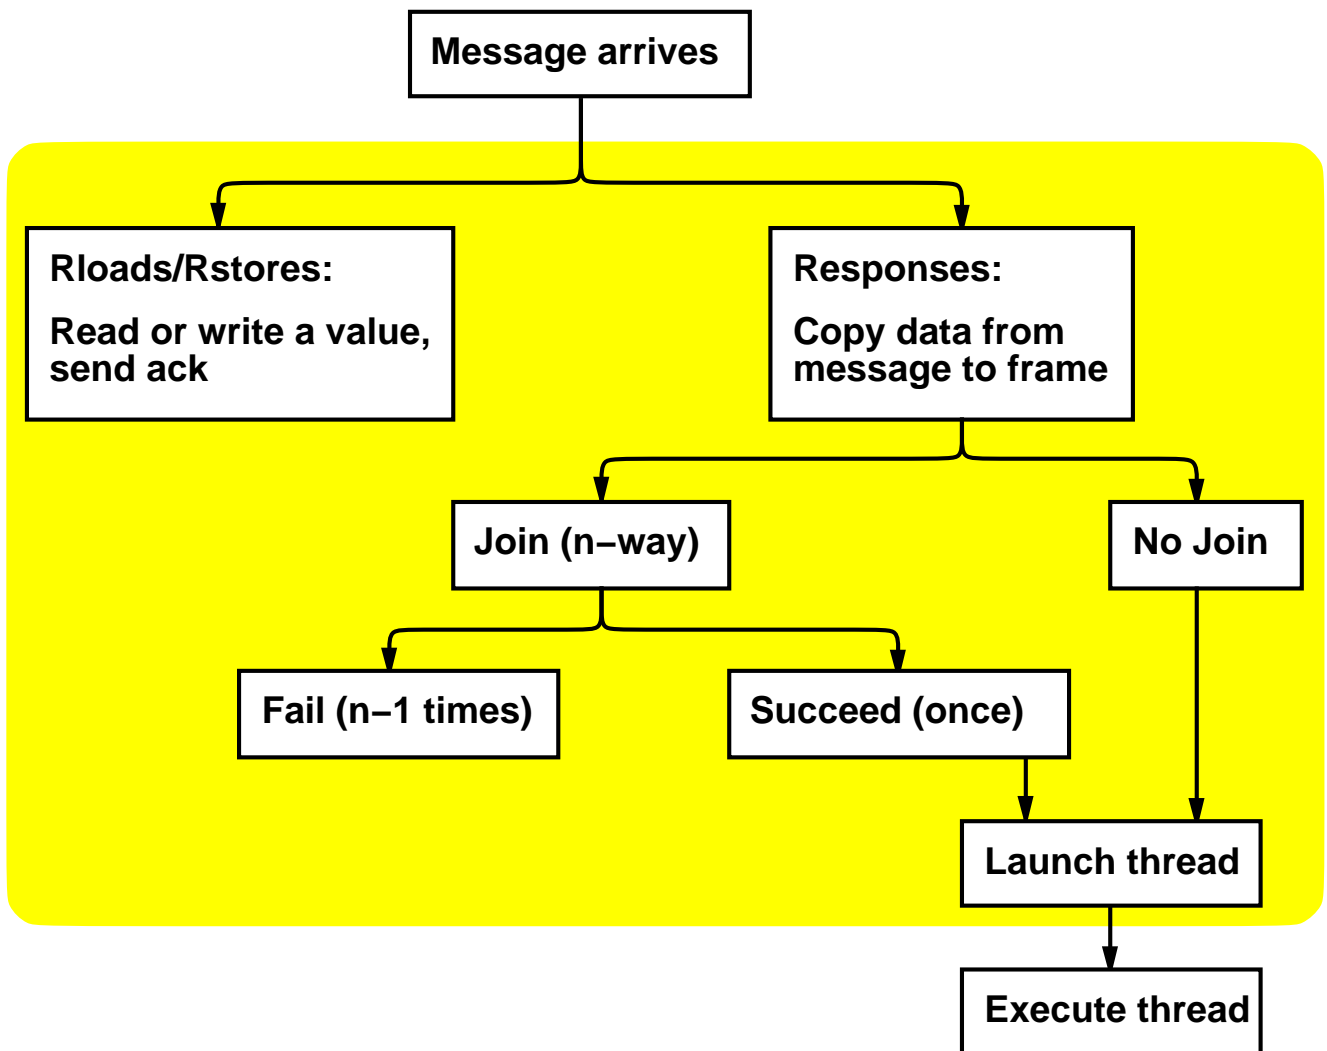 Message arrives
Rloads/Rstores:
Read or write a value,
send ack
Responses:
Copy data from
message to frame
Join (n−way)
No Join
Fail (n−1 times)
Succeed (once)
Launch thread
Execute thread